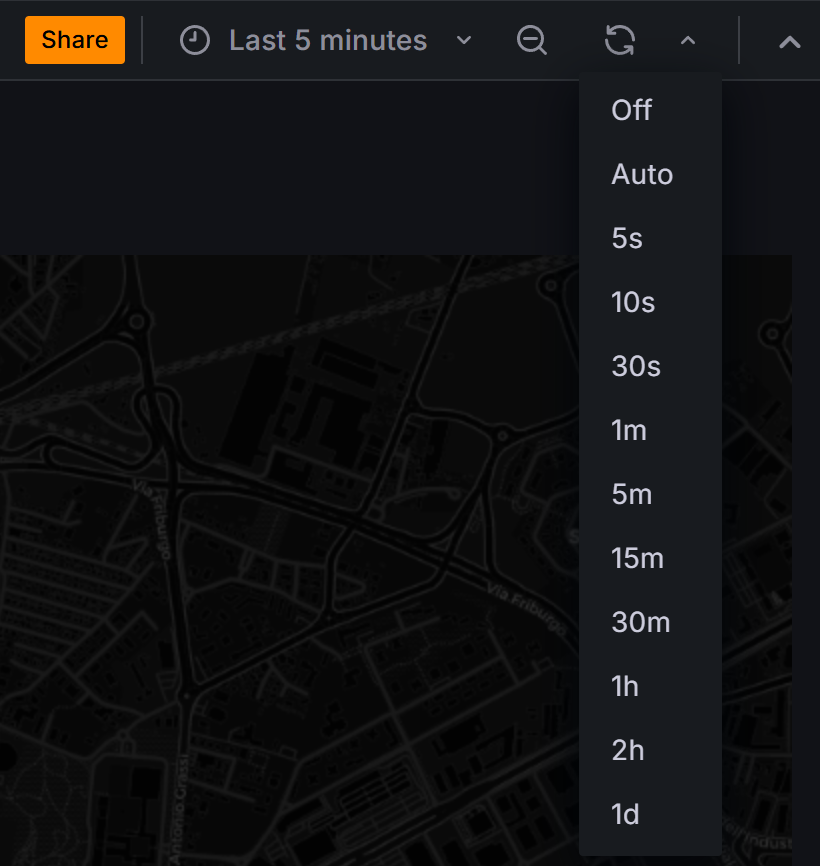 Share
Last 5 minutes
Off
Auto
5s
10s
30s
1m
5m
15m
30m
1h
2h
1d
Via Friburgo
Via Friburgo
Antonio Grassi